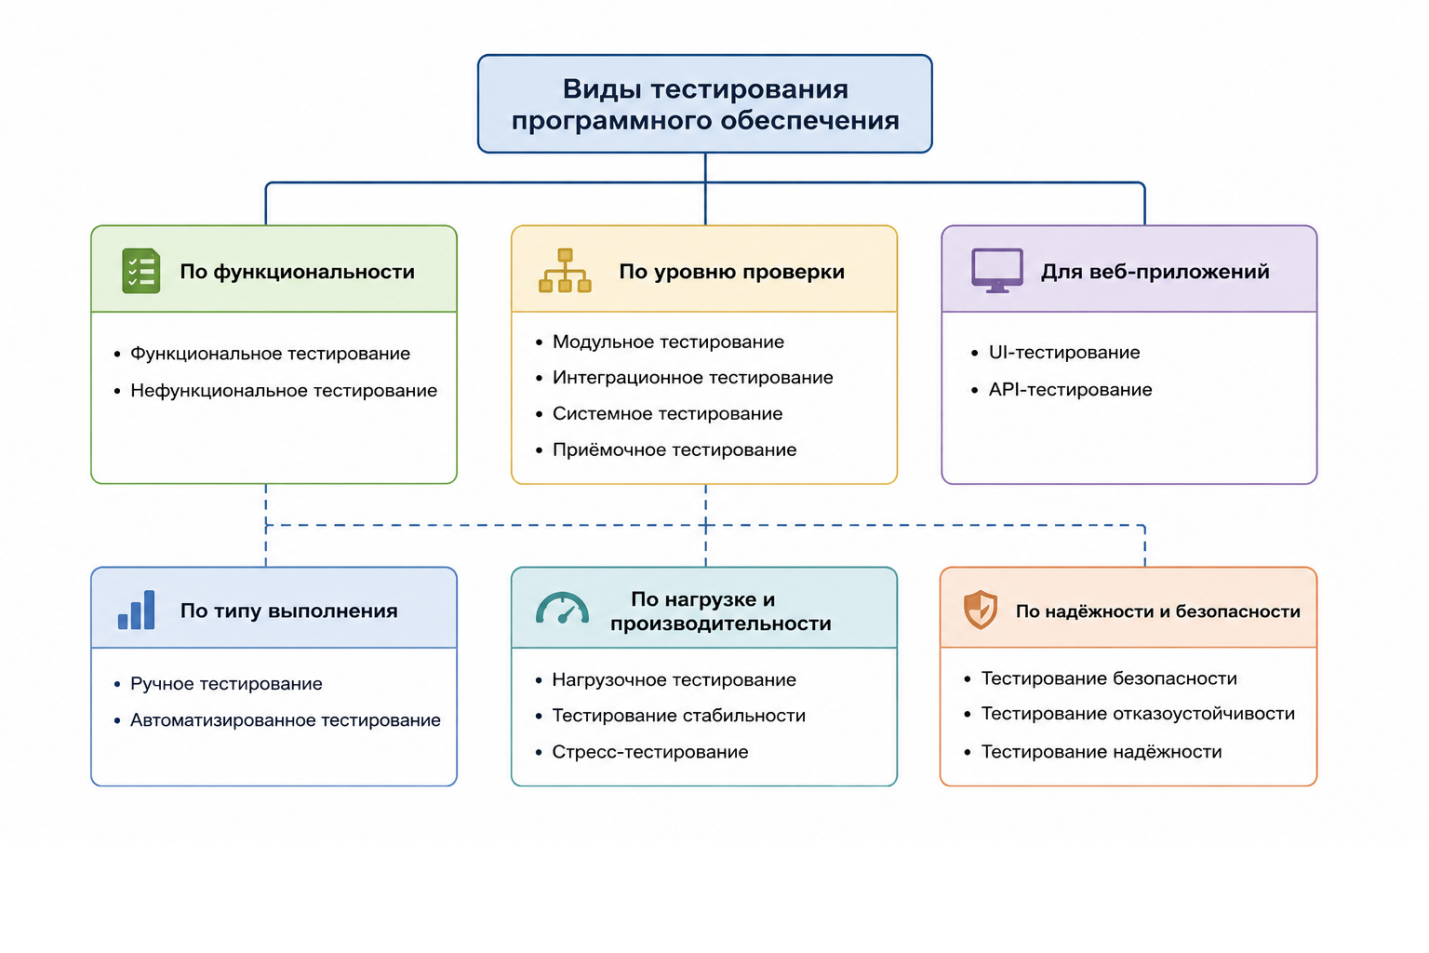 Виды тестирования
программного обеспечения
По функциональности
• Функциональное тестирование
• Нефункциональное тестирование
По уровню проверки
• Модульное тестирование
• Интеграционное тестирование
• Системное тестирование
• Приёмочное тестирование
Для веб-приложений
• UI-тестирование
• API-тестирование
По типу выполнения
• Ручное тестирование
• Автоматизированное тестирование
По нагрузке и
производительности
• Нагрузочное тестирование
• Тестирование стабильности
• Стресс-тестирование
По надёжности и безопасности
• Тестирование безопасности
• Тестирование отказоустойчивости
• Тестирование надёжности